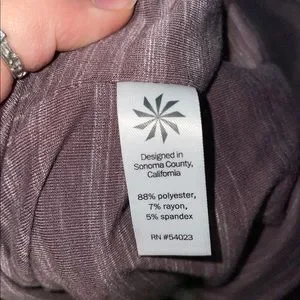 Designed in
Sonoma County,
California
88% polyester,
7% rayon,
5% spandex
RN #54023